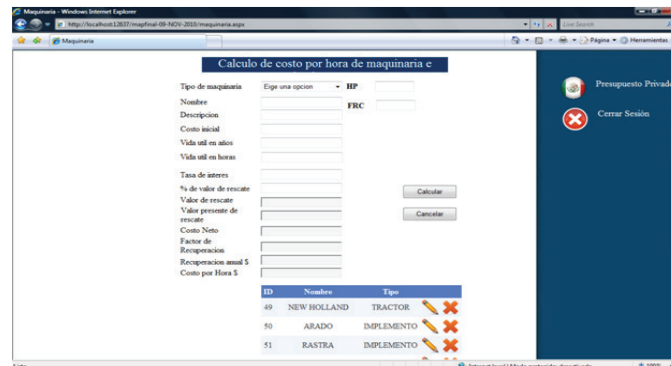 Maquinaria - Windows Internet Explorer
http://localhost:12637/mapfinal-09-NOV-2010/maquinaria.aspx
Live Search
Maquinaria
Página
Herramientas
Calculo de costo por hora de maquinaria e
Tipo de maquinaria Eige una opcion HP
Nombre FRC
Descripcion
Costo inicial
Vida util en años
Vida util en horas
Tasa de interes
% de valor de rescate
Valor de rescate
Valor presente de
rescate
Costo Neto
Factor de
Recuperacion
Recuperacion anual $
Costo por Hora $
Calcular
Cancelar
Presupuesto Privado
Cerrar Sesión
ID Nombre Tipo
49 NEW HOLLAND TRACTOR
50 ARADO IMPLEMENTO
51 RASTRA IMPLEMENTO